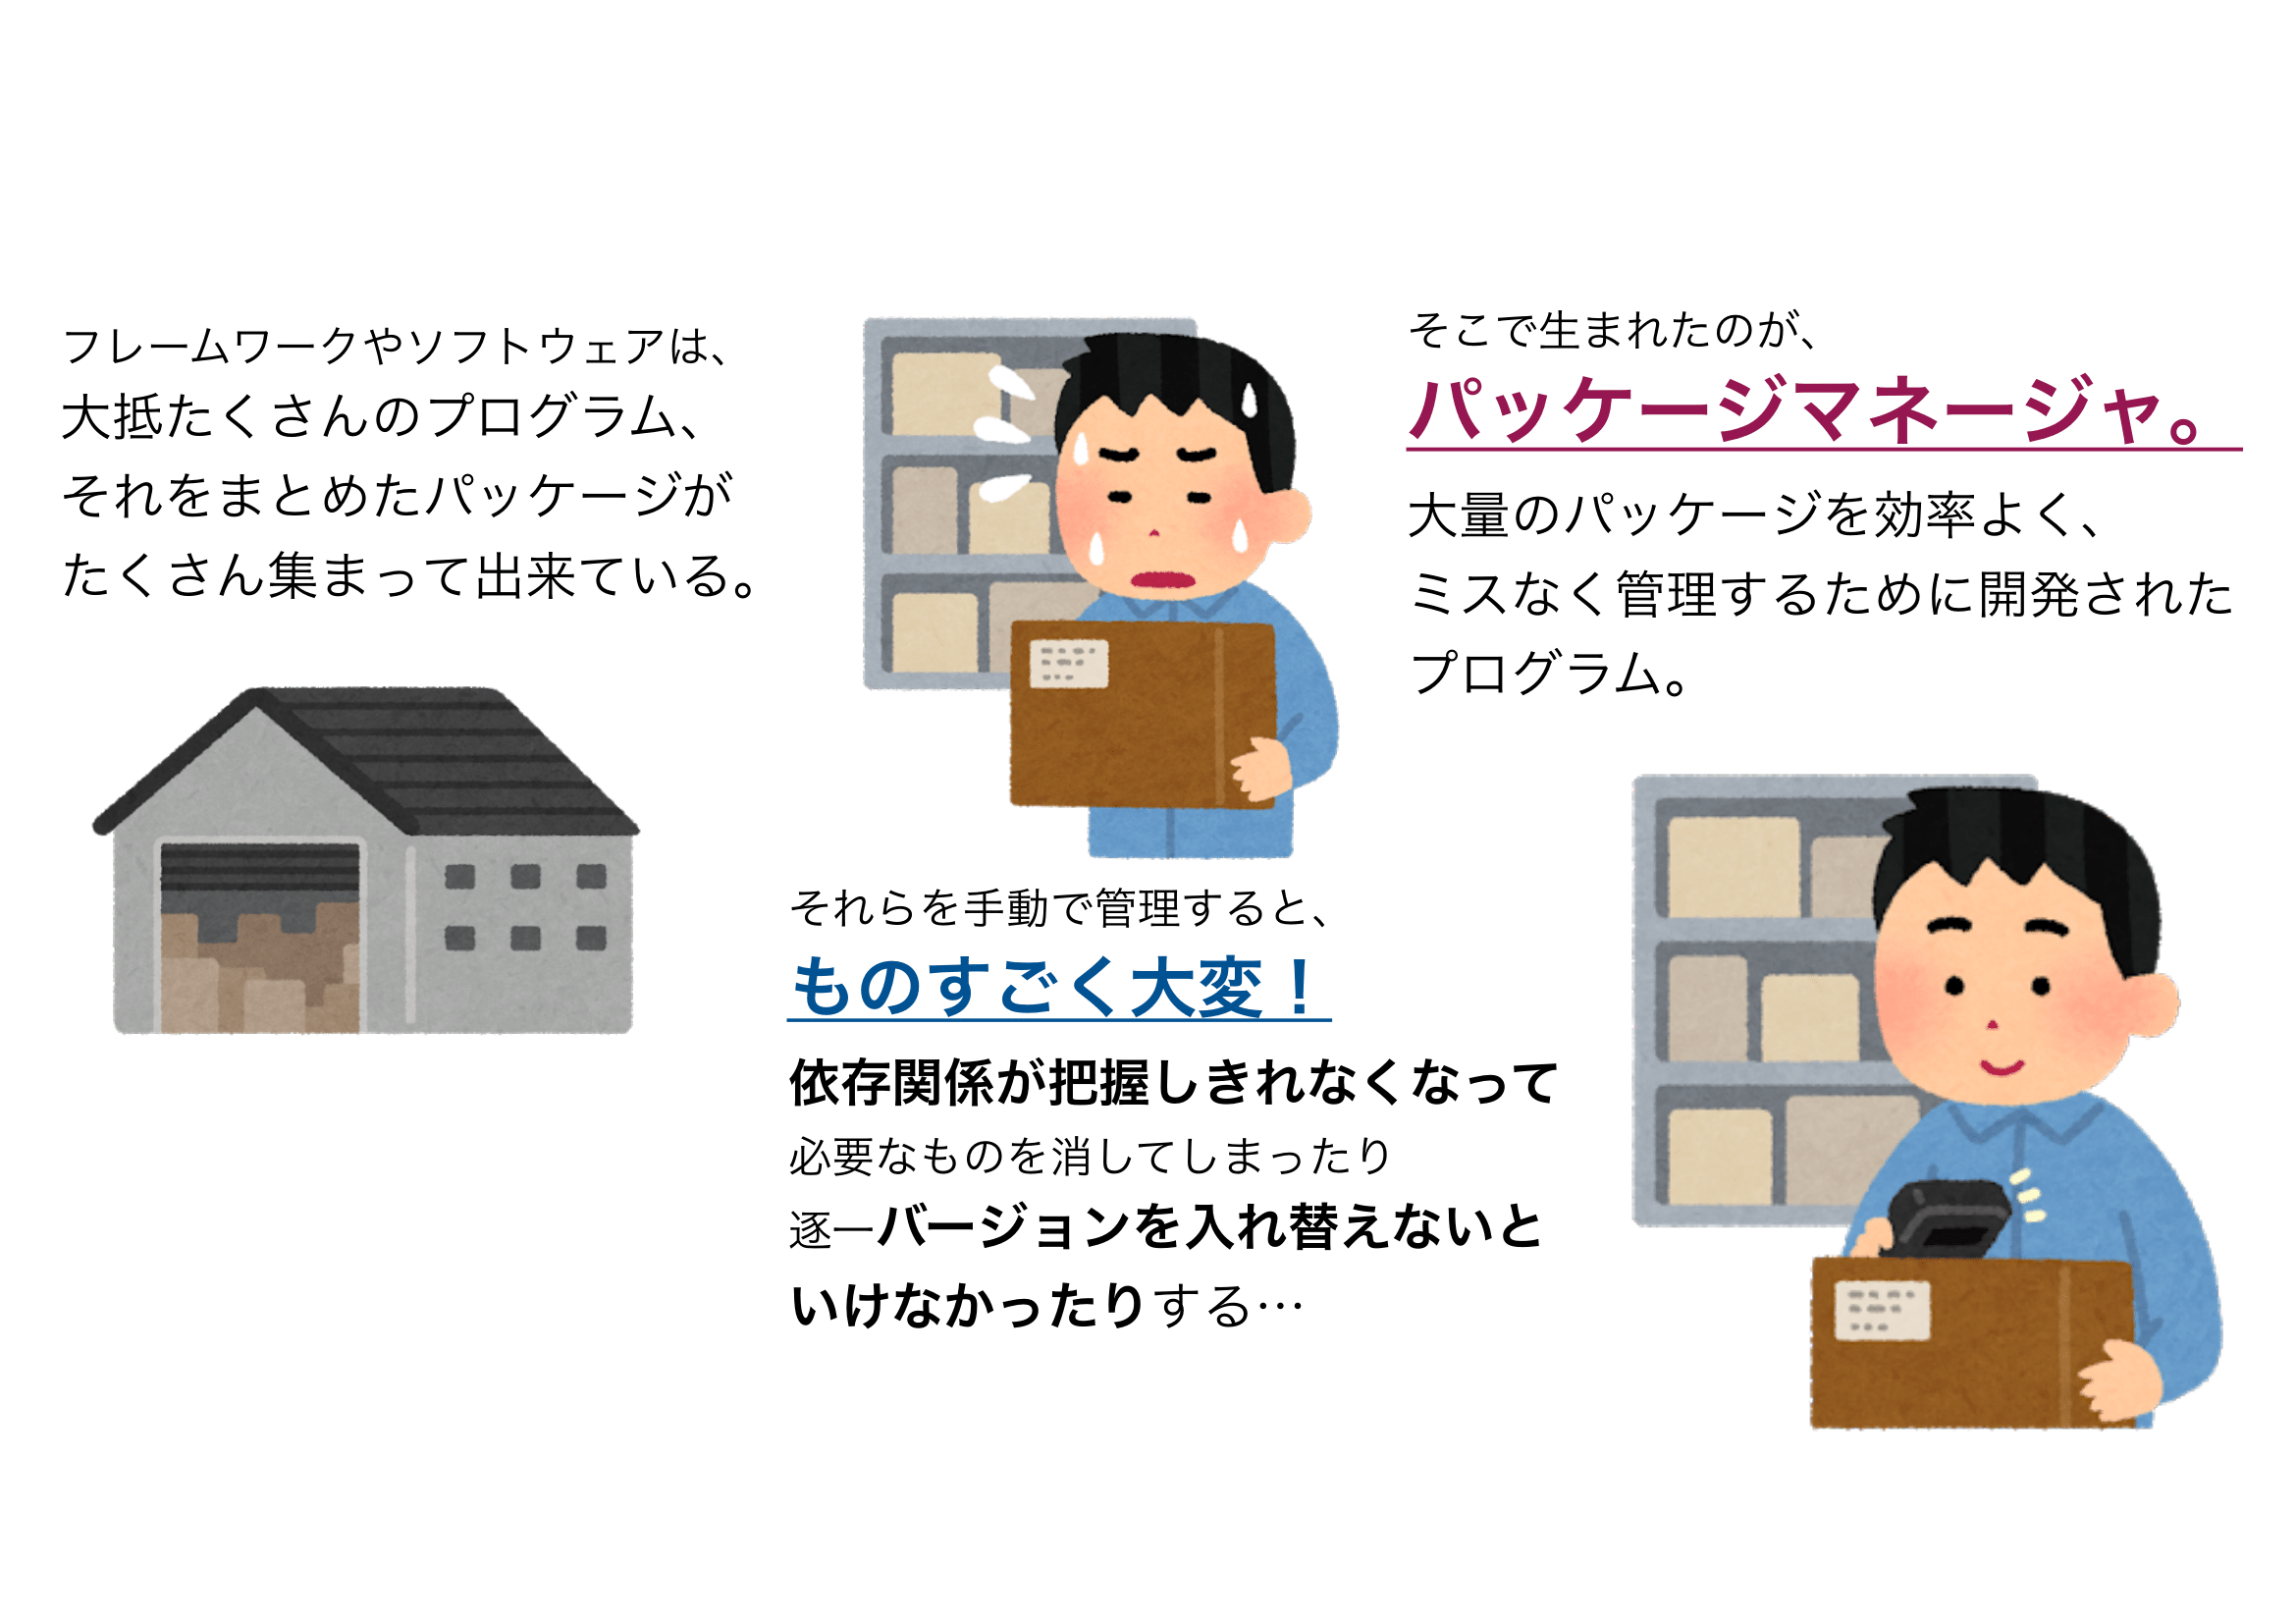 フレームワークやソフトウェアは、
大抵たくさんのプログラム、
それをまとめたパッケージが
たくさん集まって出来ている。
それらを手動で管理すると、
ものすごく大変！
依存関係が把握しきれなくなって
必要なものを消してしまったり
逐一バージョンを入れ替えないと
いけなかったりする…
そこで生まれたのが、
パッケージマネージャ。
大量のパッケージを効率よく、
ミスなく管理するために開発された
プログラム。